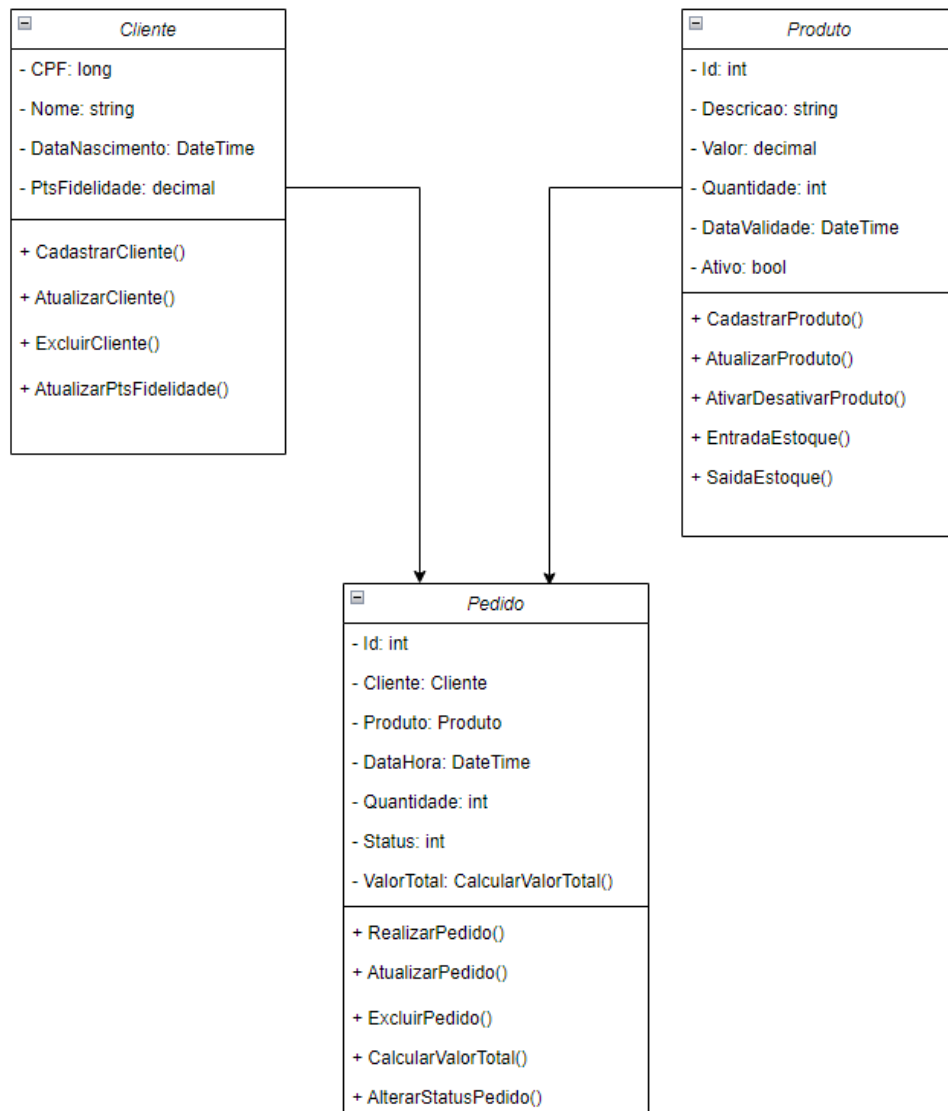 Cliente
- CPF: long
- Nome: string
- DataNascimento: DateTime
- PtsFidelidade: decimal
+ CadastrarCliente()
+ AtualizarCliente()
+ ExcluirCliente()
+ AtualizarPtsFidelidade()
Produto
- Id: int
- Descricao: string
- Valor: decimal
- Quantidade: int
- DataValidade: DateTime
- Ativo: bool
+ CadastrarProduto()
+ AtualizarProduto()
+ AtivarDesativarProduto()
+ EntradaEstoque()
+ SaidaEstoque()
Pedido
- Id: int
- Cliente: Cliente
- Produto: Produto
- DataHora: DateTime
- Quantidade: int
- Status: int
- ValorTotal: CalcularValorTotal()
+ RealizarPedido()
+ AtualizarPedido()
+ ExcluirPedido()
+ CalcularValorTotal()
+ AlterarStatusPedido()